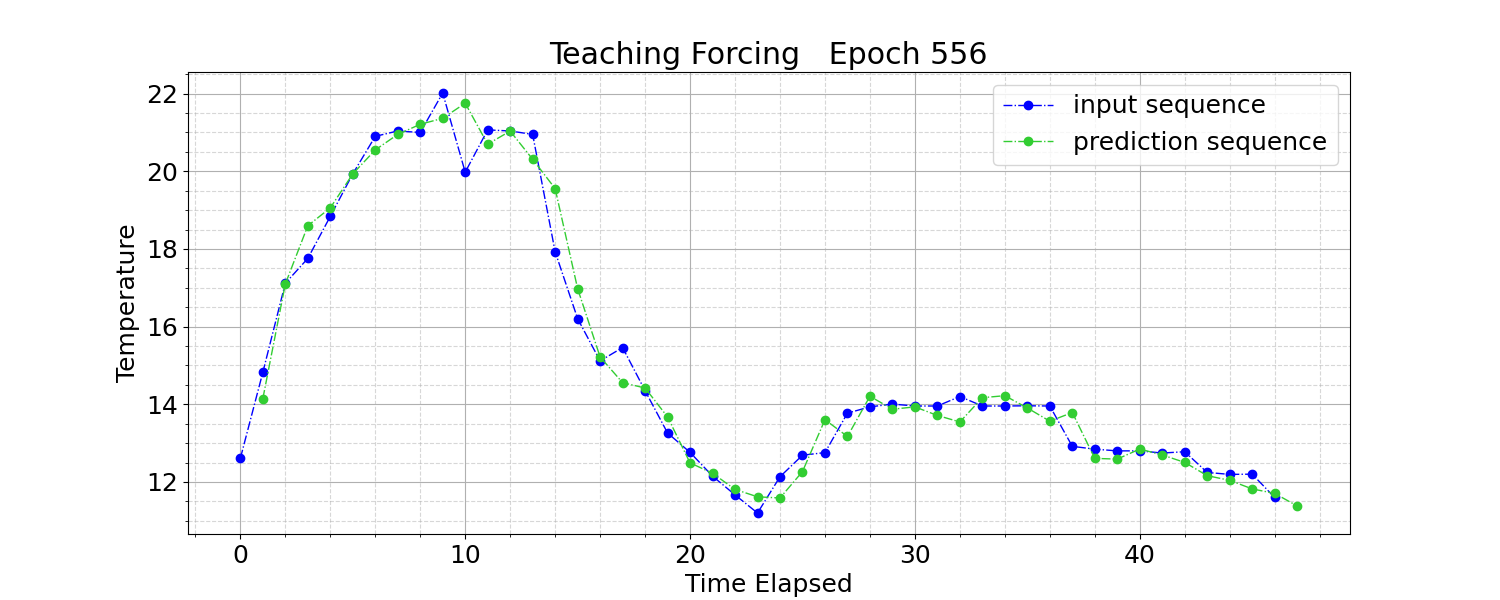 Teaching Forcing   Epoch 556
input sequence
prediction sequence
Temperature
22
20
18
16
14
12
0 10 20 30 40
Time Elapsed